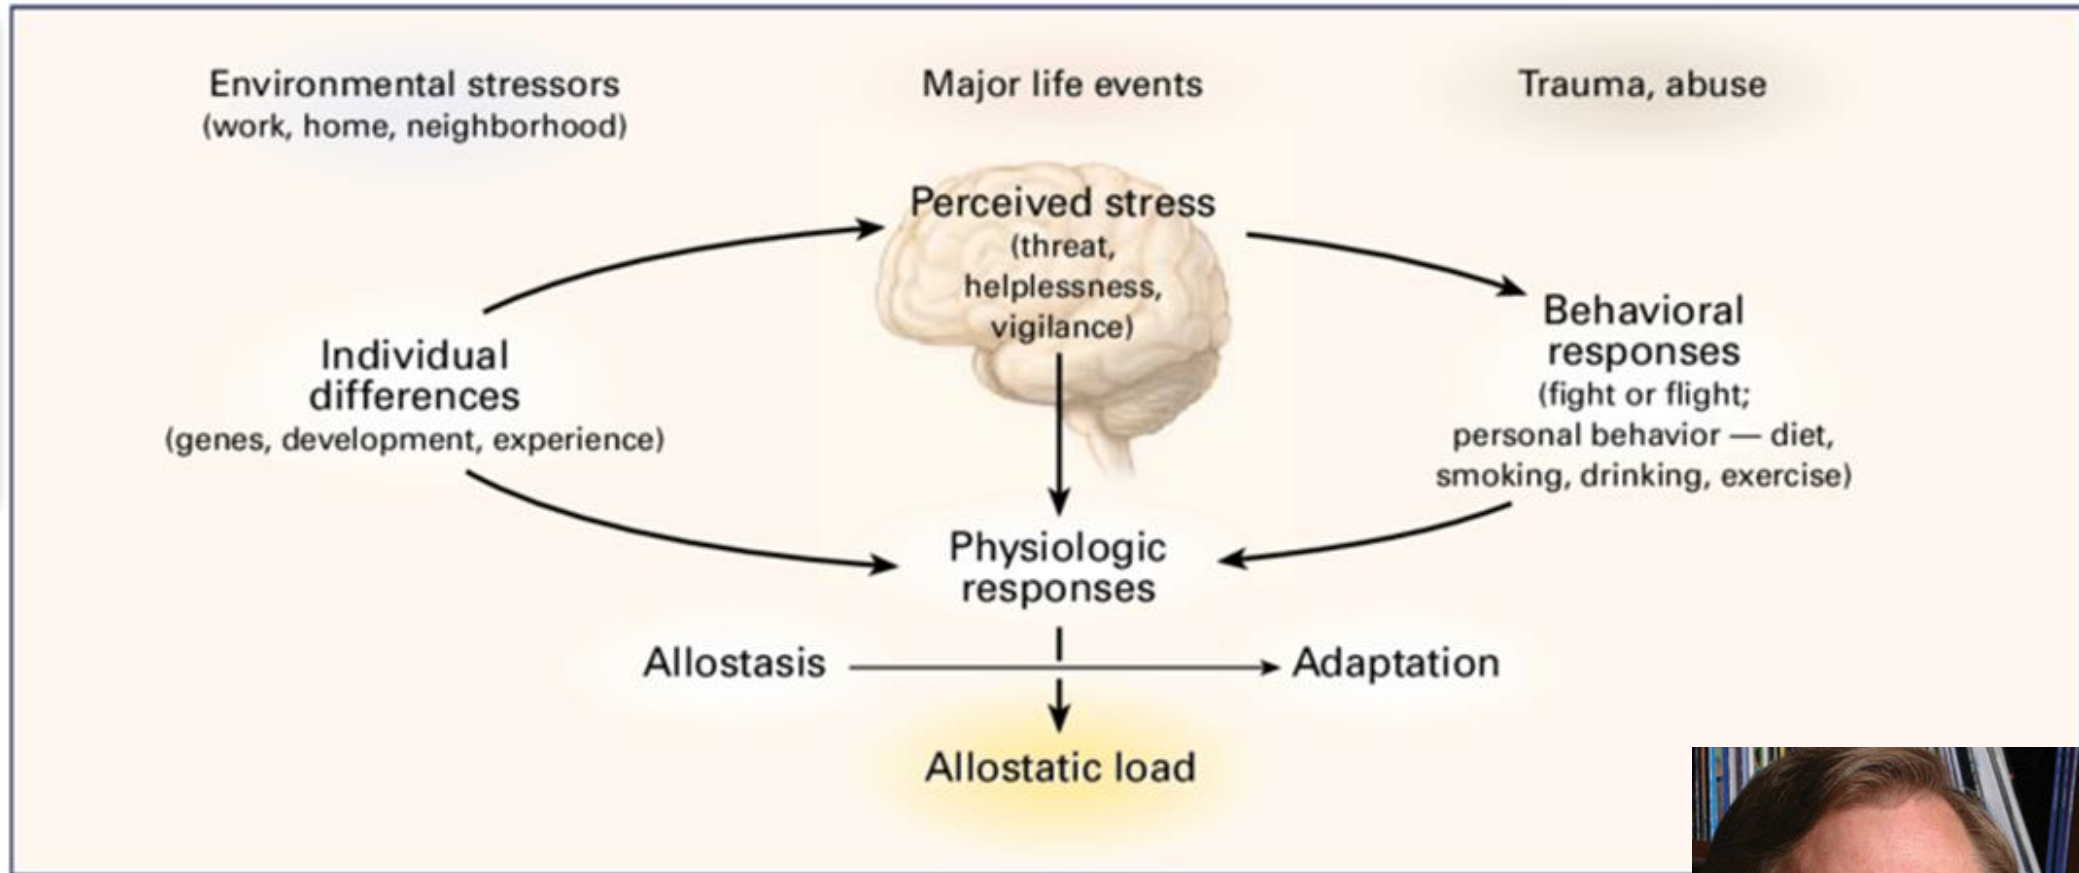 Environmental stressors
(work, home, neighborhood)
Major life events
Trauma, abuse
Perceived stress
(threat,
helplessness,
vigilance)
Individual
differences
(genes, development, experience)
Behavioral
responses
(fight or flight;
personal behavior — diet,
smoking, drinking, exercise)
Physiologic
responses
Allostasis
Adaptation
Allostatic load